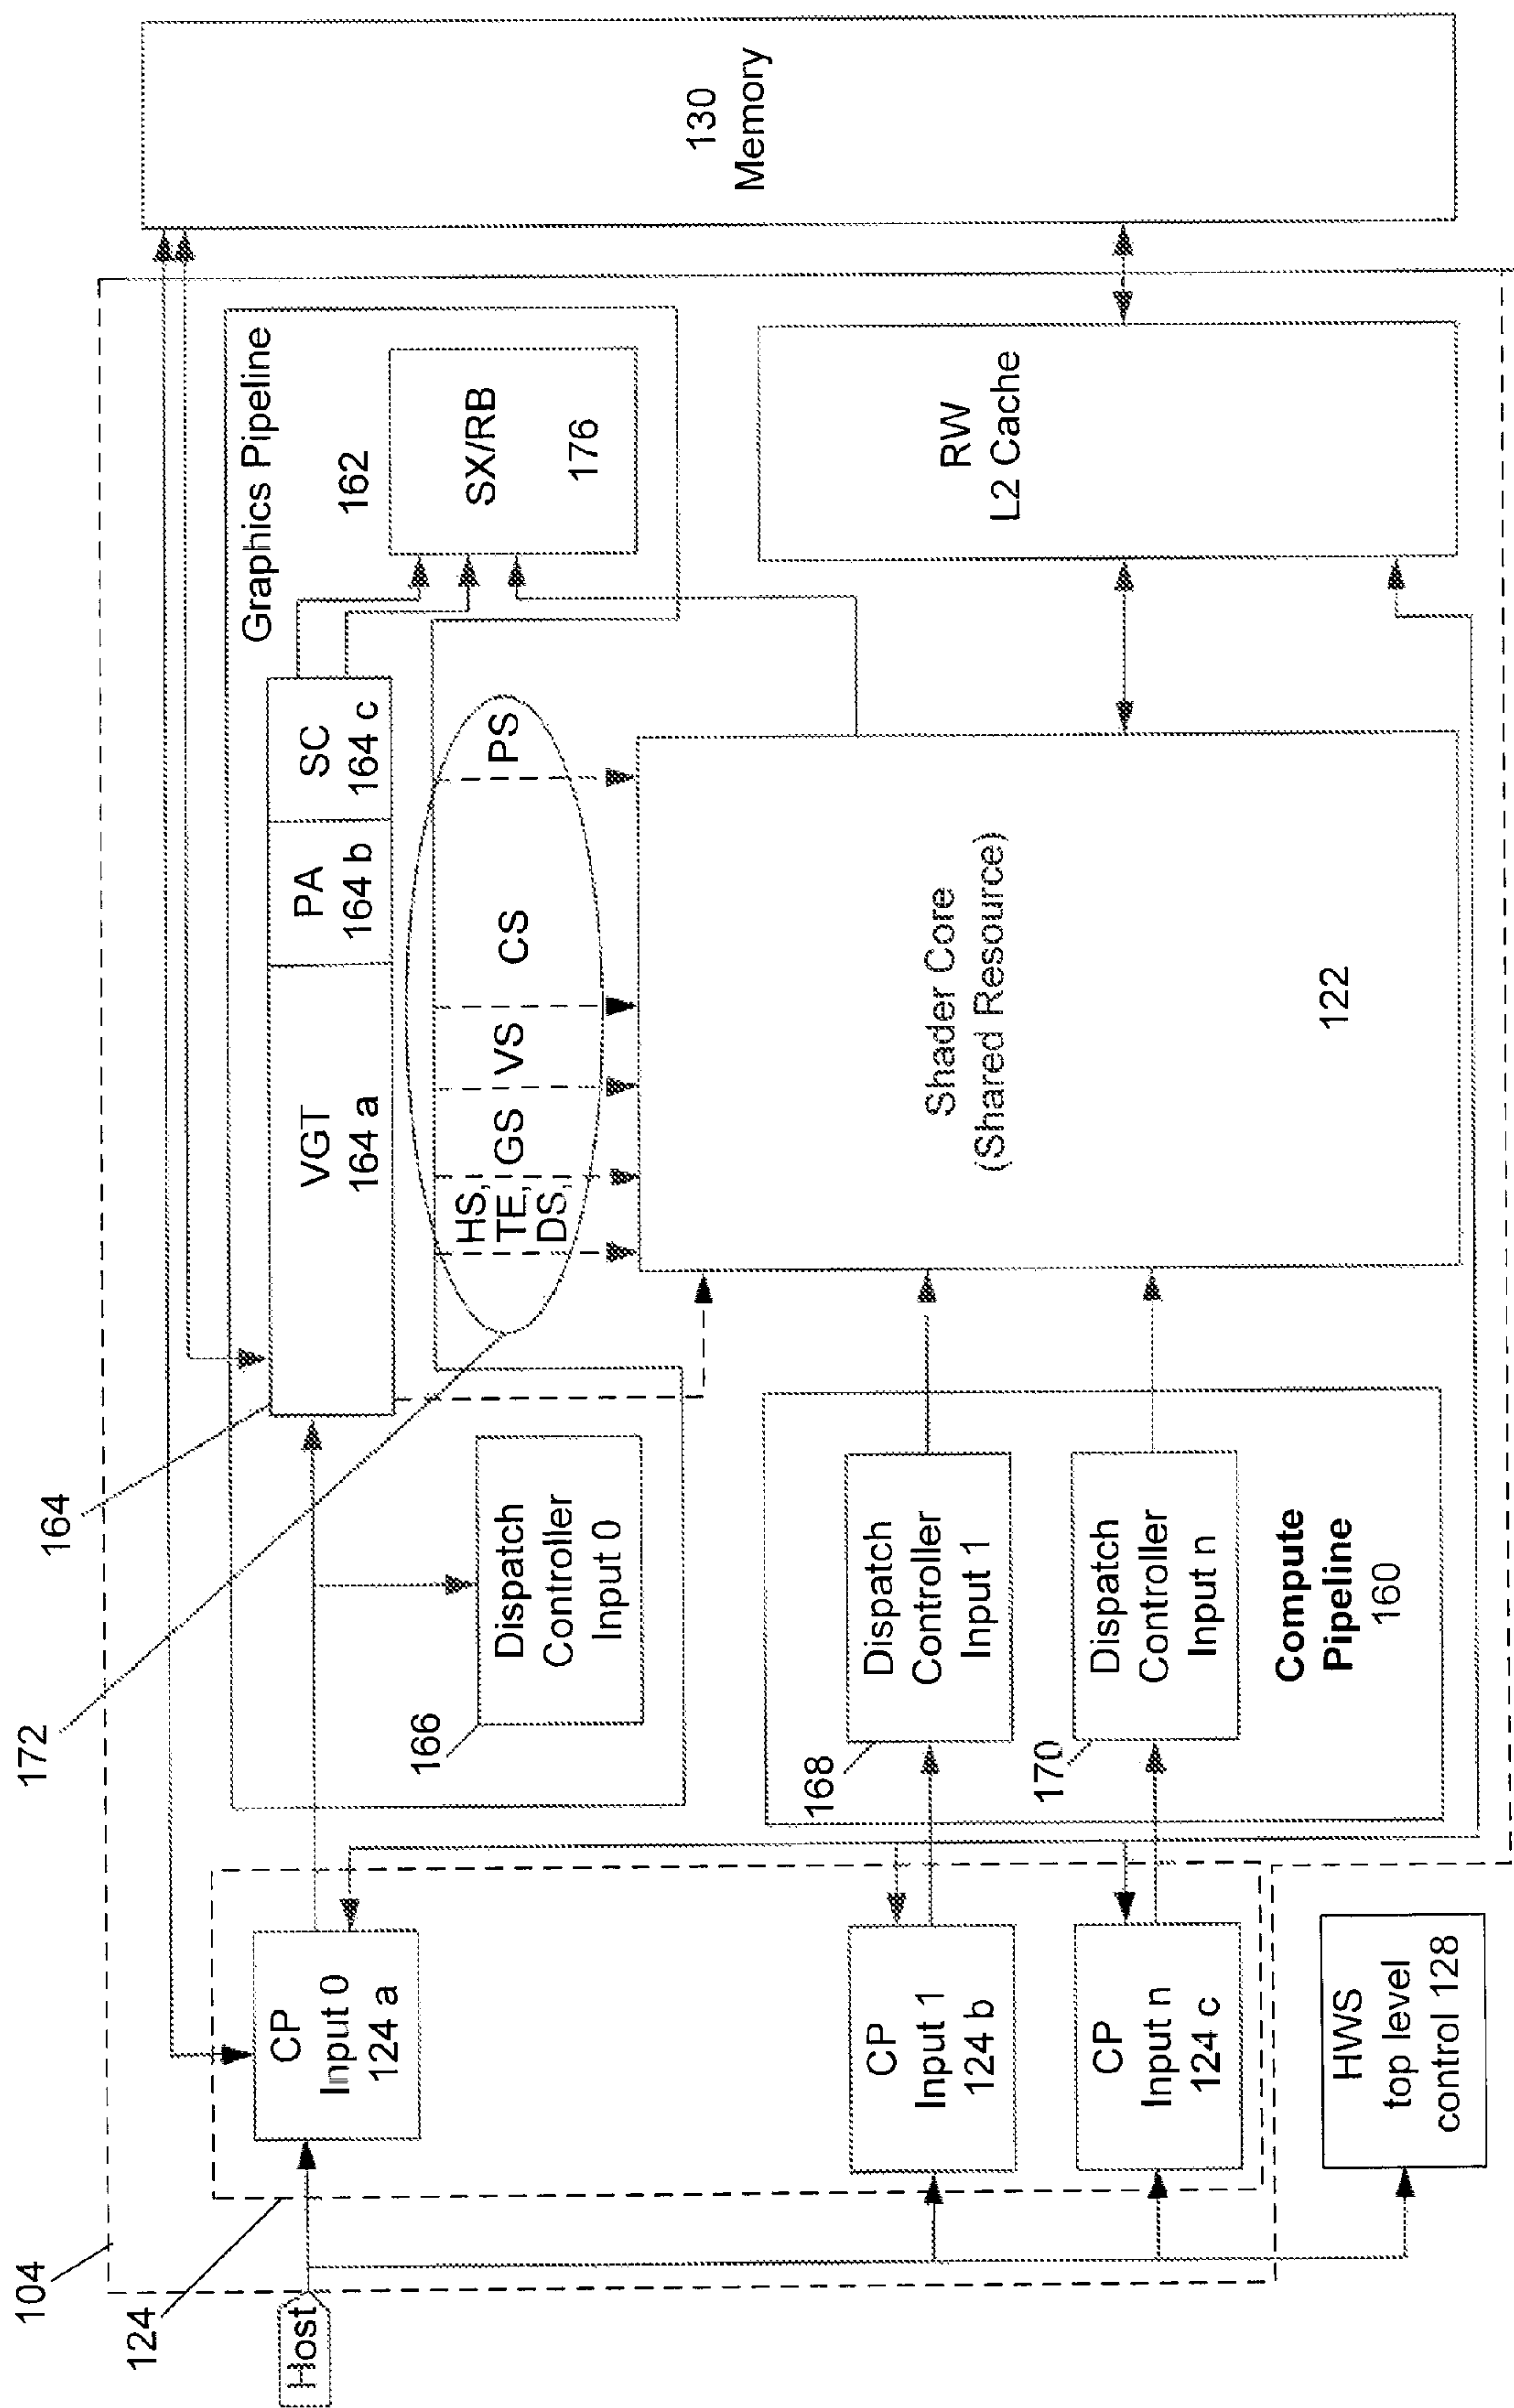 104
124
Host
172
164
Graphics Pipeline
162
CP
Input 0
124 a
VGT
164 a
PA
164 b
SC
164 c
SX/RB
176
166
Dispatch
Controller
Input 0
HS,
TE,
DS,
GS
VS
CS
PS
CP
Input 1
124 b
168
Dispatch
Controller
Input 1
CP
Input n
124 c
170
Dispatch
Controller
Input n
Compute
Pipeline
160
Shader Core
(Shared Resource)
122
RW
L2 Cache
130
Memory
HWS
top level
control 128